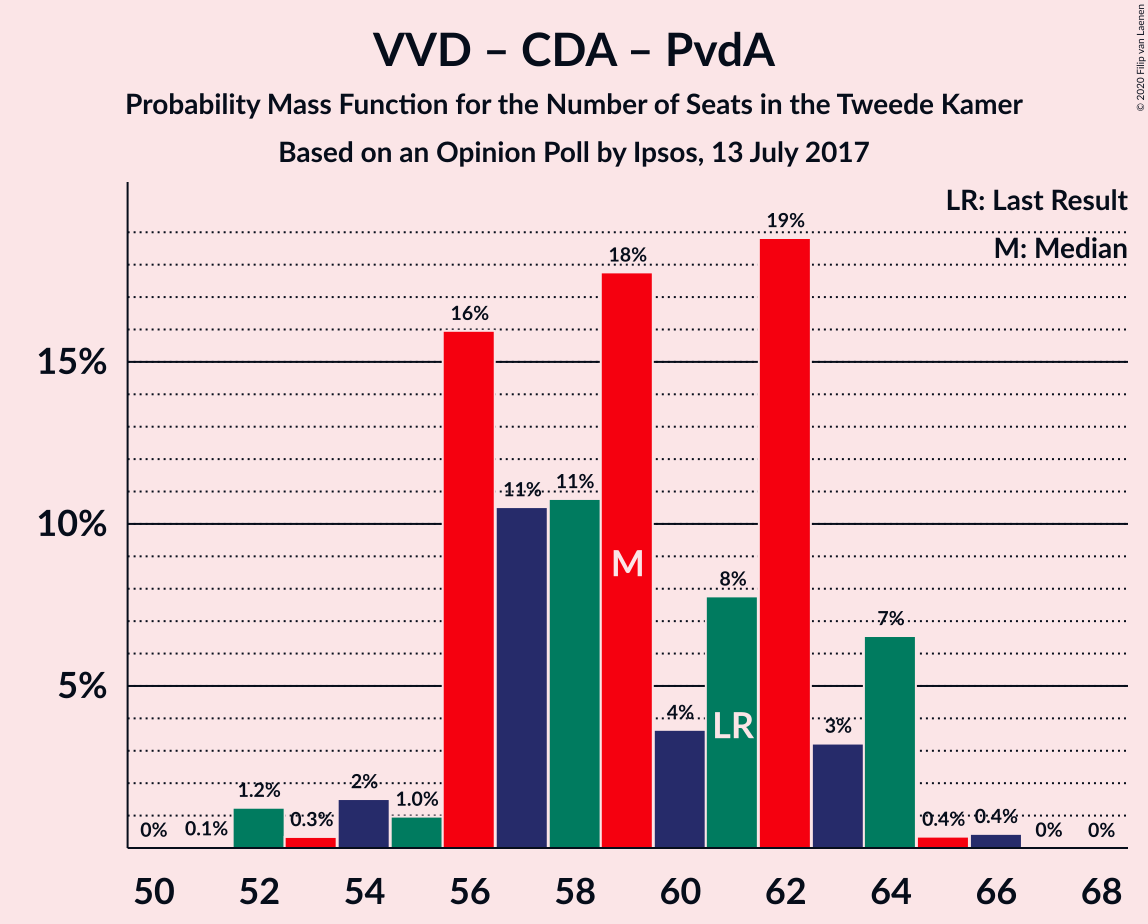 VVD – CDA – PvdA
Probability Mass Function for the Number of Seats in the Tweede Kamer
Based on an Opinion Poll by Ipsos, 13 July 2017
© 2020 Filip van Laenen
LR: Last Result
M: Median
15%
10%
5%
0%
0.1%
1.2%
0.3%
2%
1.0%
16%
11%
11%
18%
4%
8%
19%
3%
7%
0.4%
0.4%
0%
0%
M
LR
50 52 54 56 58 60 62 64 66 68